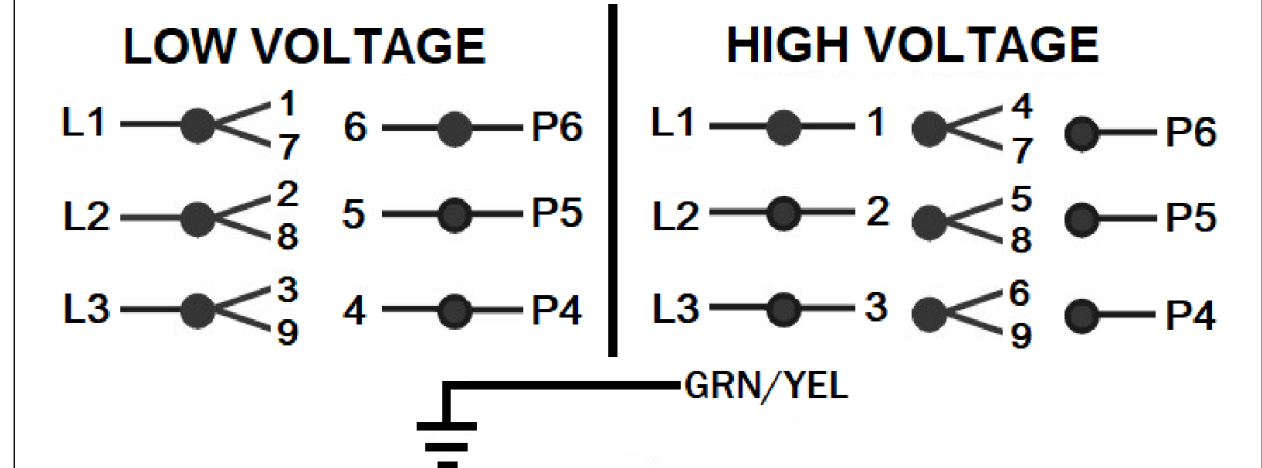 LOW VOLTAGE
HIGH VOLTAGE
L1 1 7 6 P6
L2 2 8 5 P5
L3 3 9 4 P4
L1 1 4 7 P6
L2 2 5 8 P5
L3 3 6 9 P4
GRN/YEL